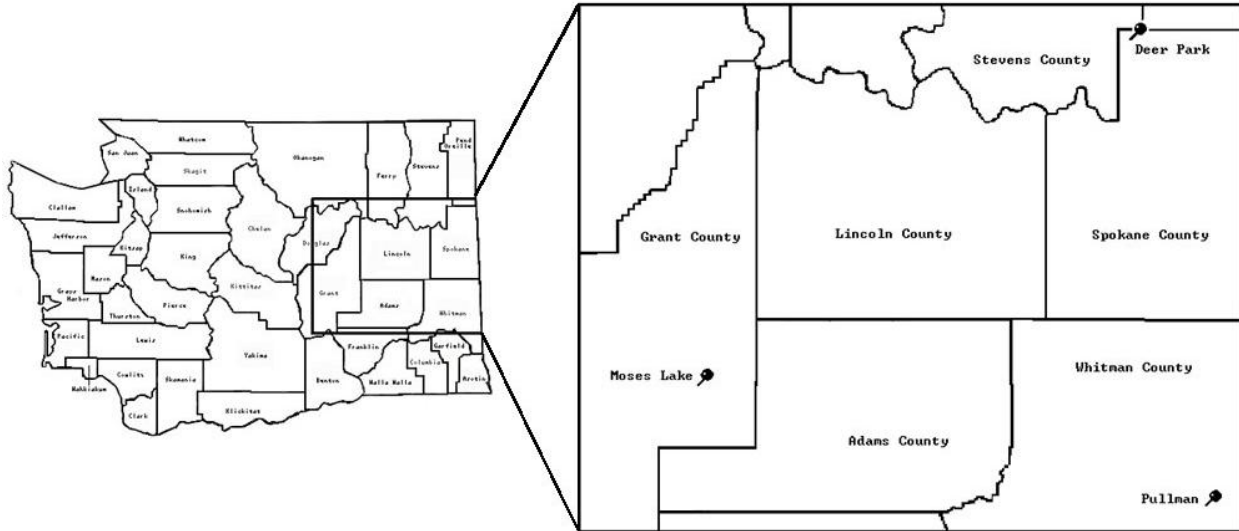 Whatcom
San Juan
Skagit
Okanogan
Ferry
Stevens
Pend
Oreille
Island
Clallam
Snohomish
Chelan
Jefferson
Douglas
Kitsap
King
Lincoln
Spokane
Mason
Kittitas
Grant
Grays
Harbor
Pierce
Adams
Thurston
Whitman
Pacific
Lewis
Franklin
Garfield
Yakima
Columbia
Cowlitz
Skamania
Benton
Walla Walla
Wahkiakum
Klickitat
Clark
Stevens County
Deer Park
Grant County
Lincoln County
Spokane County
Moses Lake
Whitman County
Adams County
Pullman